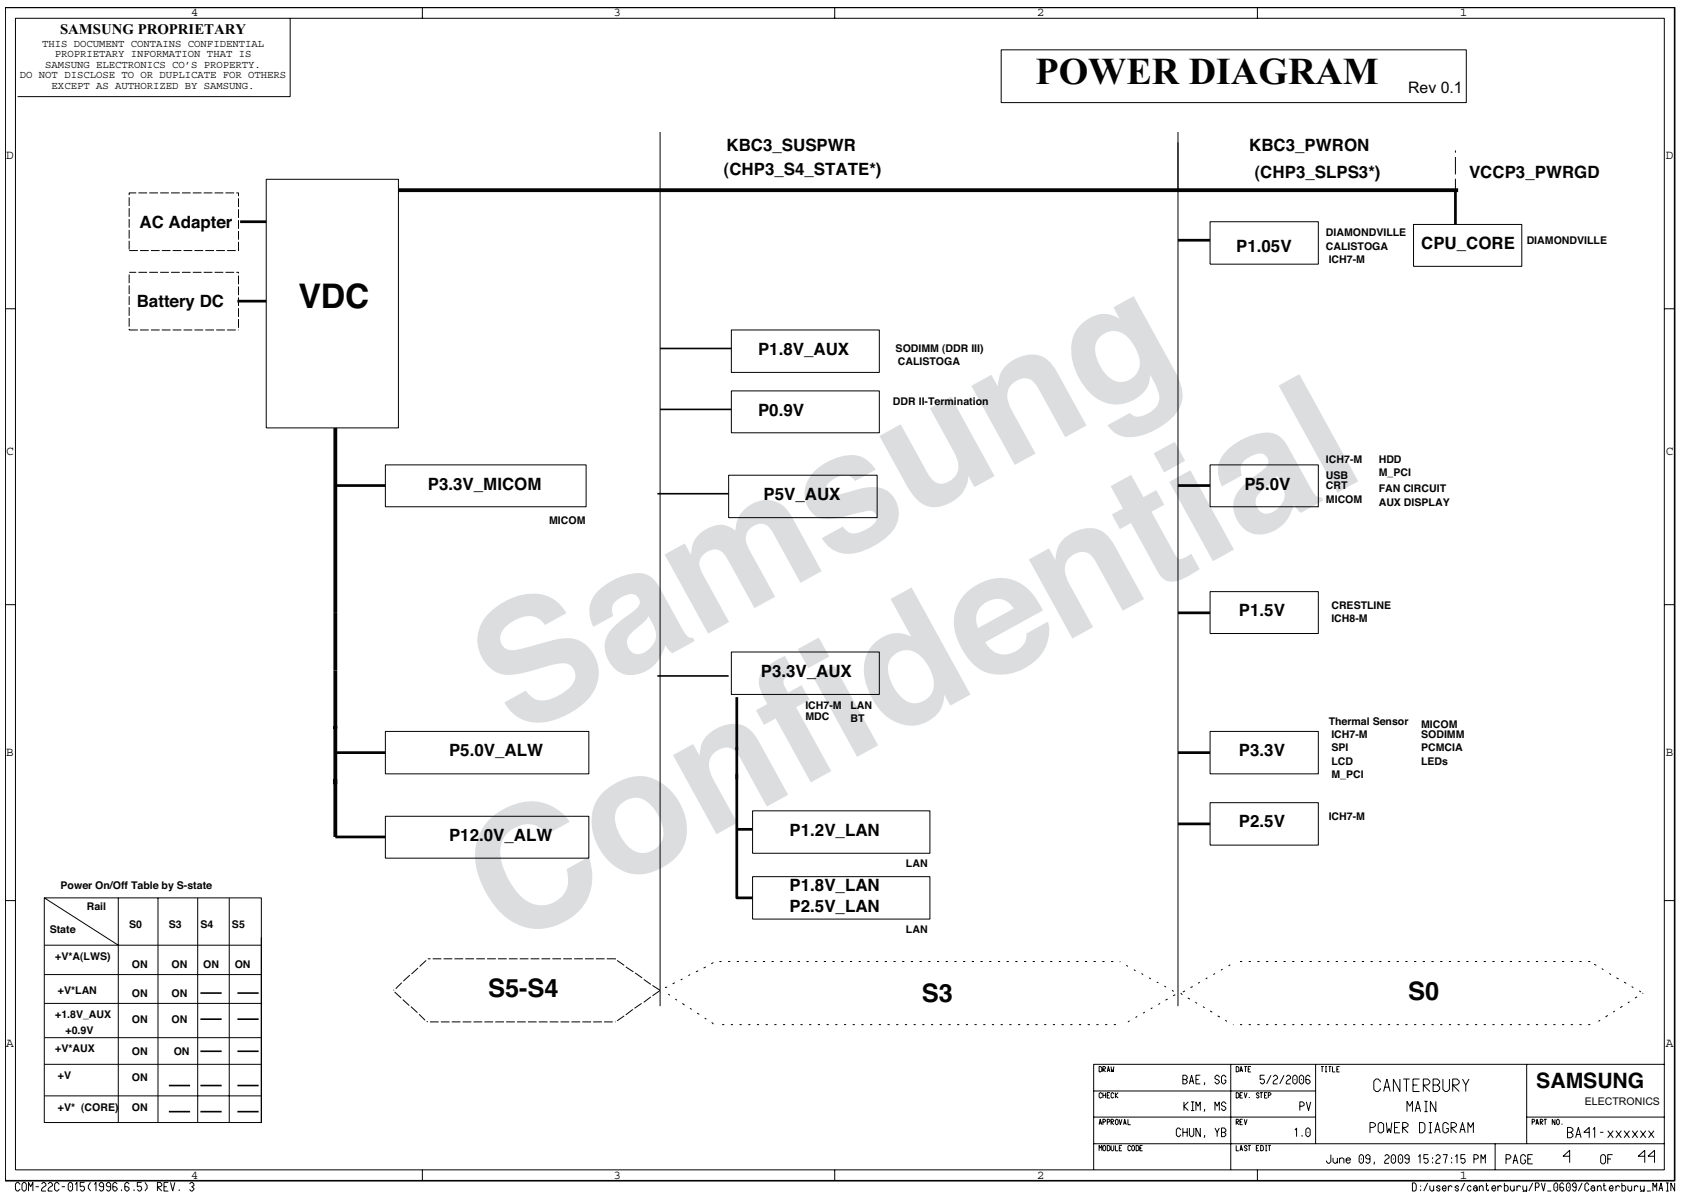 4 3 2 1
SAMSUNG PROPRIETARY
THIS DOCUMENT CONTAINS CONFIDENTIAL
PROPRIETARY INFORMATION THAT IS
SAMSUNG ELECTRONICS CO'S PROPERTY.
DO NOT DISCLOSE TO OR DUPLICATE FOR OTHERS
EXCEPT AS AUTHORIZED BY SAMSUNG.
POWER DIAGRAM Rev 0.1
D D
KBC3_SUSPWR
(CHP3_S4_STATE*)
KBC3_PWRON
(CHP3_SLPS3*)
VCCP3_PWRGD
AC Adapter
Battery DC
VDC
P1.05V
DIAMONDVILLE
CALISTOGA
ICH7-M
CPU_CORE
DIAMONDVILLE
P1.8V_AUX
SODIMM (DDR III)
CALISTOGA
P0.9V
DDR II-Termination
C C
P3.3V_MICOM
MICOM
P5V_AUX
P5.0V
ICH7-M HDD
USB M_PCI
CRT FAN CIRCUIT
MICOM AUX DISPLAY
P1.5V
CRESTLINE
ICH8-M
P3.3V_AUX
ICH7-M LAN
MDC BT
B B
P5.0V_ALW
P3.3V
Thermal Sensor MICOM
ICH7-M SODIMM
SPI PCMCIA
LCD LEDs
M_PCI
P12.0V_ALW
P1.2V_LAN
LAN
P2.5V
ICH7-M
P1.8V_LAN
P2.5V_LAN
LAN
Samsung
Confidential
Power On/Off Table by S-state
Rail
State S0 S3 S4 S5
+V*A(LWS) ON ON ON ON
+V*LAN ON ON — —
+1.8V_AUX
+0.9V ON ON — —
+V*AUX ON ON — —
+V ON — — —
+V* (CORE) ON — — —
S5-S4
S3
S0
A A
DRAW BAE, SG DATE 5/2/2006
CHECK KIM, MS DEV. STEP PV
APPROVAL CHUN, YB REV 1.0
MODULE CODE LAST EDIT June 09, 2009 15:27:15 PM
TITLE
CANTERBURY
MAIN
POWER DIAGRAM
SAMSUNG
ELECTRONICS
PART NO. BA41-xxxxxx
PAGE 4 OF 44
4 3 2 1
COM-22C-015(1996.6.5) REV. 3
D:/users/canterbury/PV_0609/Canterbury_MAIN